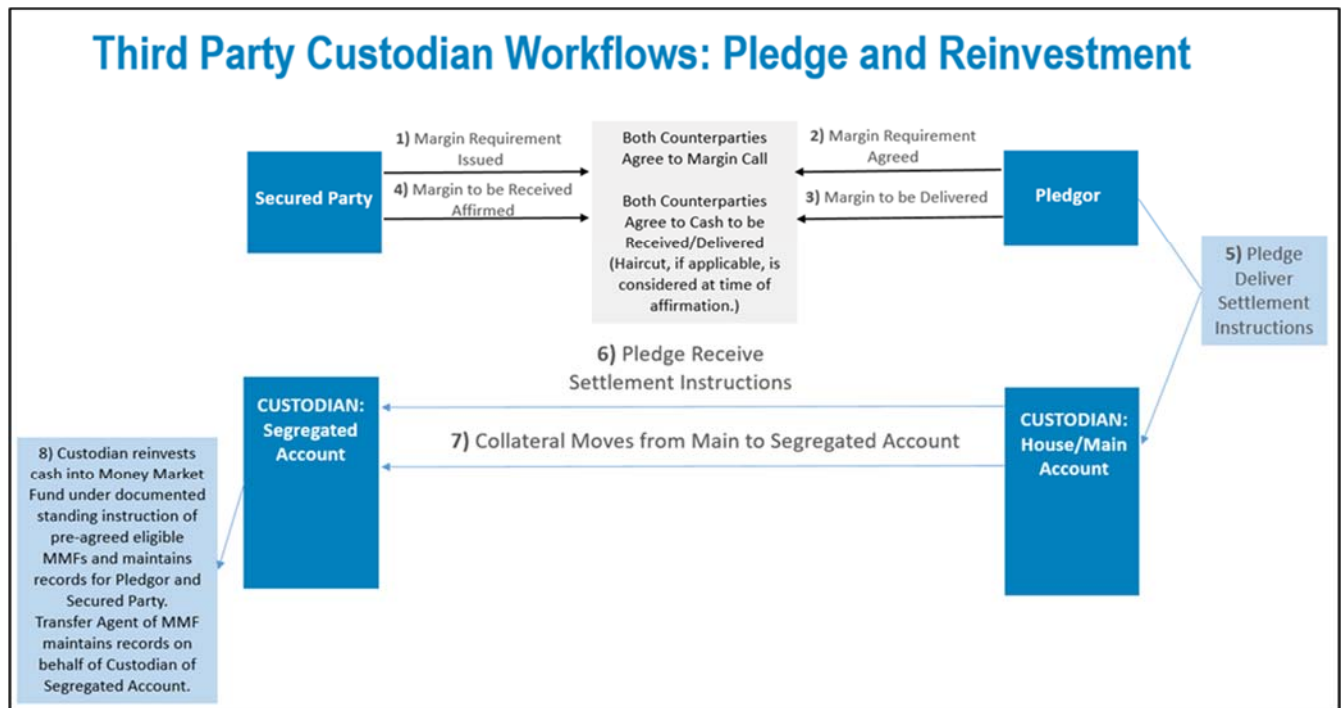 Third Party Custodian Workflows: Pledge and Reinvestment
1) Margin Requirement
Issued
Secured Party
4) Margin to be Received
Affirmed
Both Counterparties
Agree to Margin Call
Both Counterparties
Agree to Cash to be
Received/Delivered
(Haircut, if applicable, is
considered at time of
affirmation.)
2) Margin Requirement
Agreed
3) Margin to be Delivered
Pledgor
5) Pledge
Deliver
Settlement
Instructions
6) Pledge Receive
Settlement Instructions
7) Collateral Moves from Main to Segregated Account
CUSTODIAN:
Segregated
Account
CUSTODIAN:
House/Main
Account
8) Custodian reinvests
cash into Money Market
Fund under documented
standing instruction of
pre-agreed eligible
MMFs and maintains
records for Pledgor and
Secured Party.
Transfer Agent of MMF
maintains records on
behalf of Custodian of
Segregated Account.